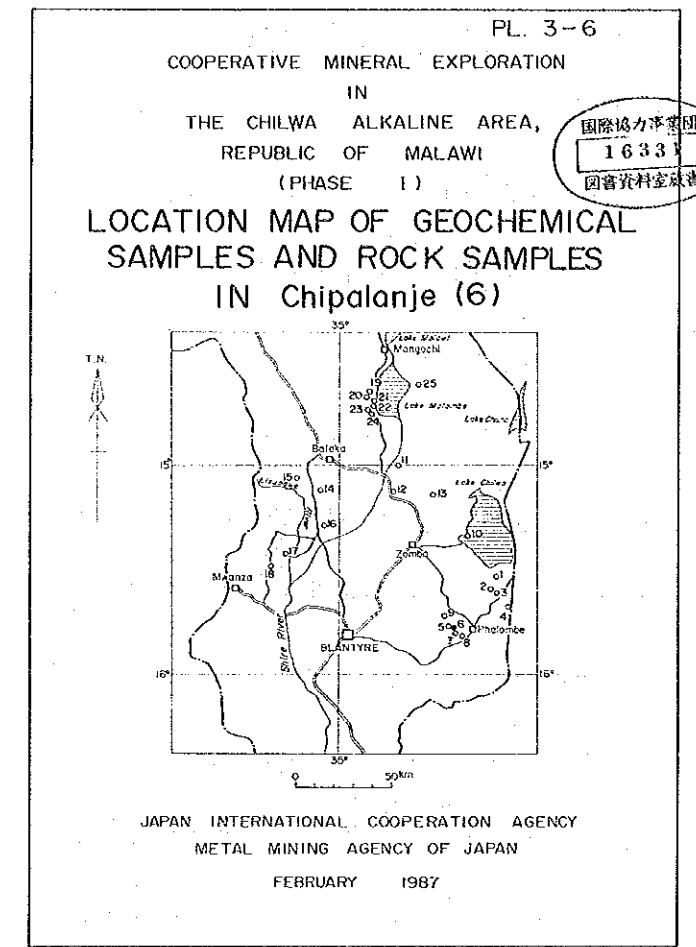 PL. 3-6
COOPERATIVE MINERAL EXPLORATION
IN
THE CHILWA ALKALINE AREA,
REPUBLIC OF MALAWI
(PHASE I)
国際協力事業団
16331
図書資料室蔵書
LOCATION MAP OF GEOCHEMICAL
SAMPLES AND ROCK SAMPLES
IN Chipalanje (6)
T.N.
35°
Mangochi
19
20
21
25
22
23
24
Lake Malombe
Lake Chiuta
Balaka
11
15°
15°
15
14
12
13
Lake Chilwa
16
10
17
Zomba
18
1
Mwanza
2
3
4
9
5
6
Phalombe
7
8
BLANTYRE
Shire River
16°
16°
35°
0
50km
JAPAN INTERNATIONAL COOPERATION AGENCY
METAL MINING AGENCY OF JAPAN
FEBRUARY 1987